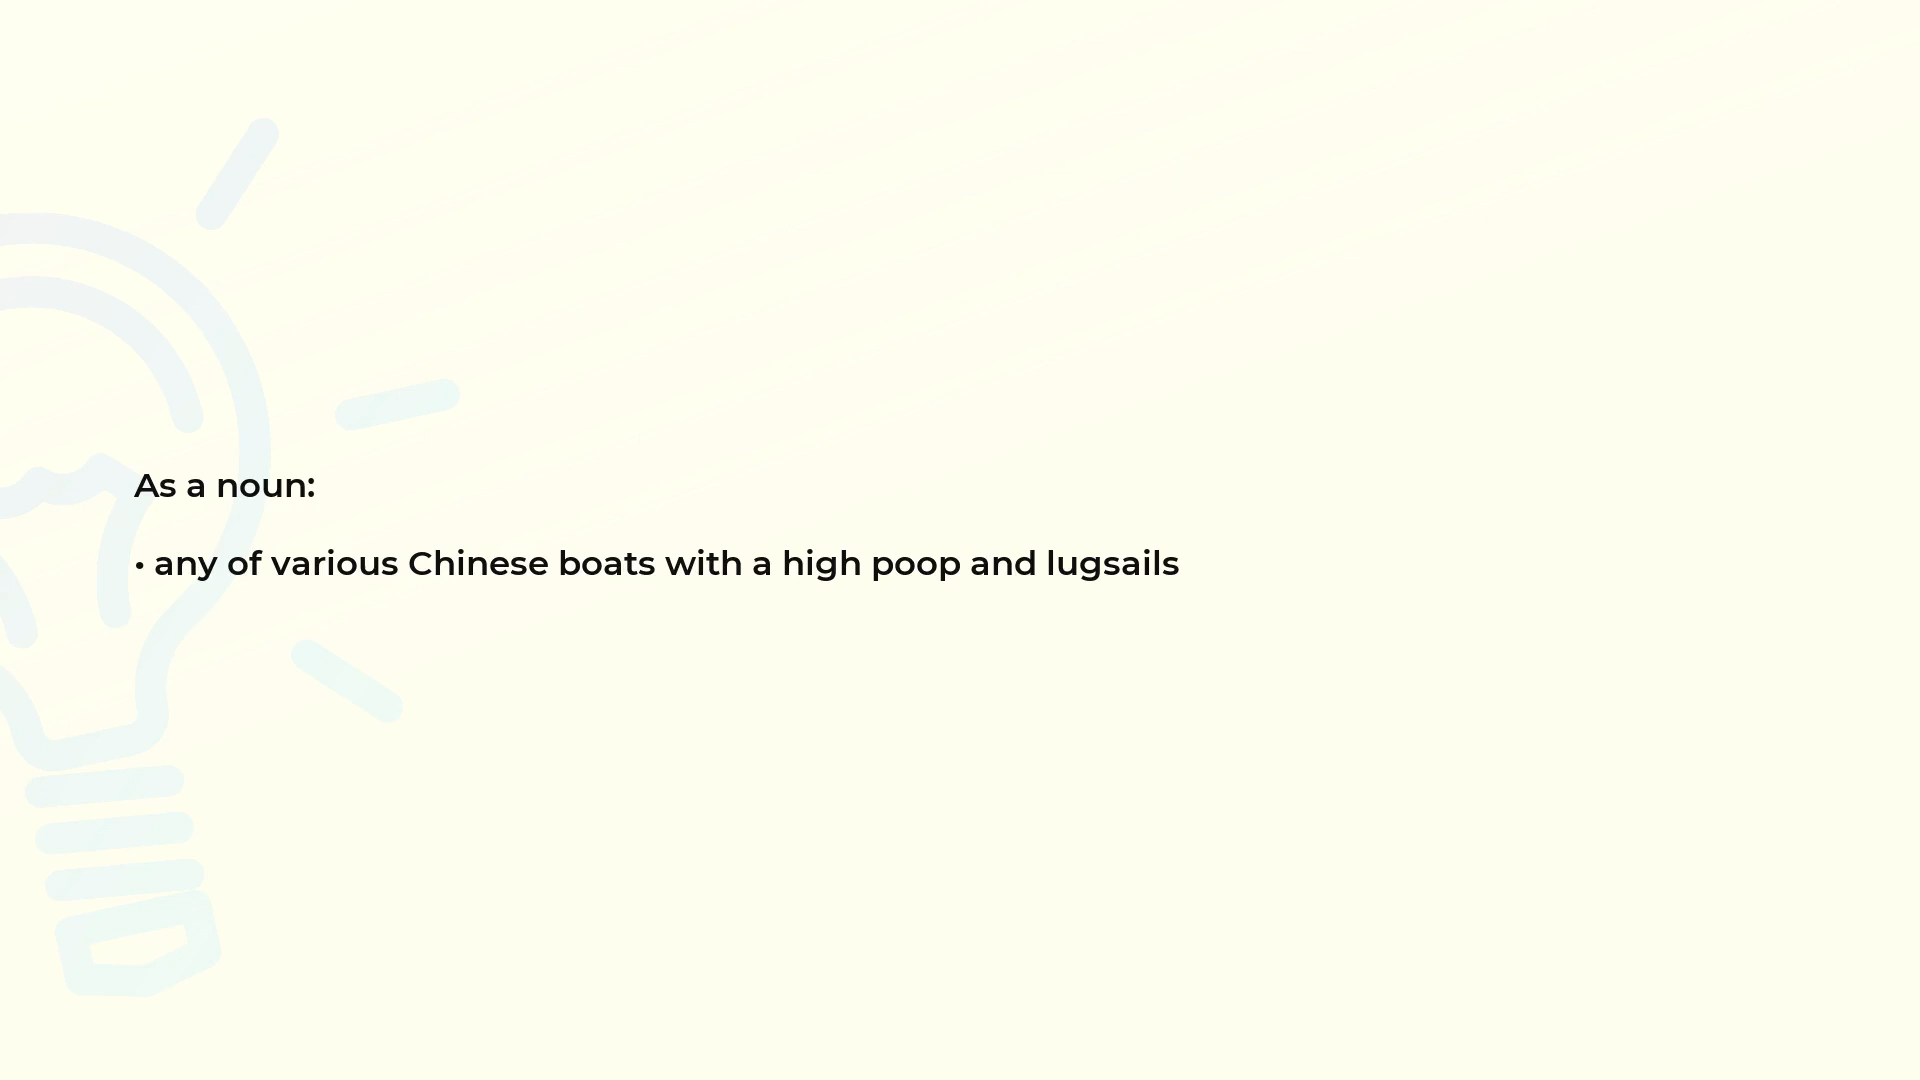 As a noun:
• any of various Chinese boats with a high poop and lugsails